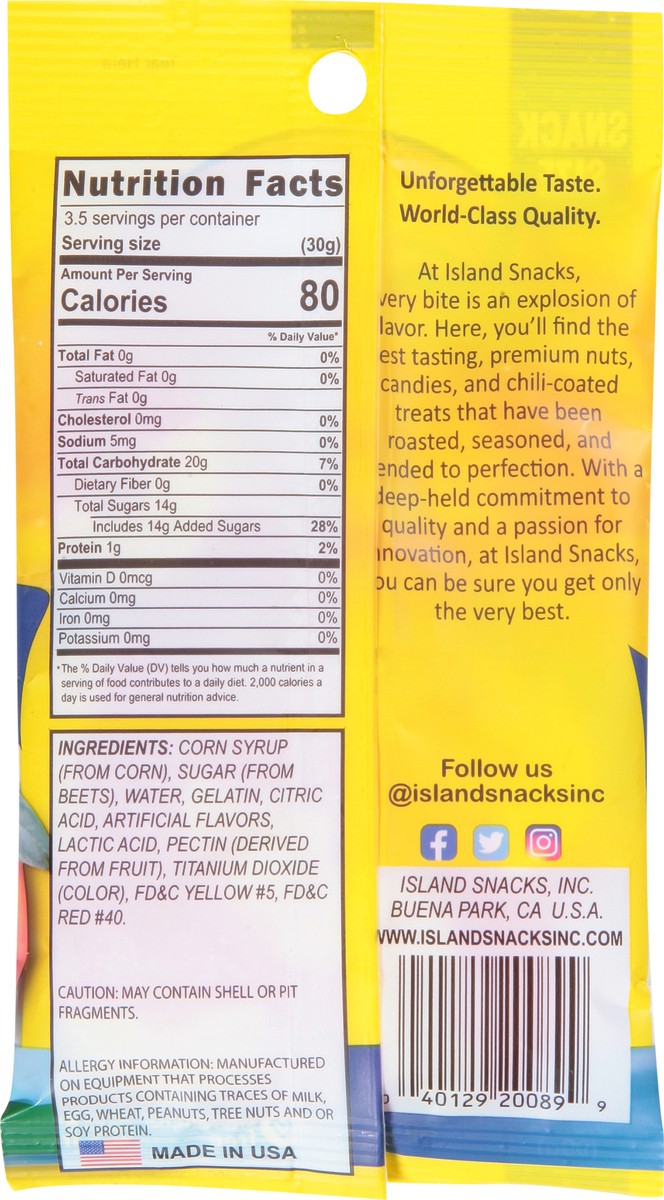 Nutrition Facts
3.5 servings per container
Serving size (30g)
Amount Per Serving
Calories 80
% Daily Value*
Total Fat 0g 0%
Saturated Fat 0g 0%
Trans Fat 0g
Cholesterol 0mg 0%
Sodium 5mg 0%
Total Carbohydrate 20g 7%
Dietary Fiber 0g 0%
Total Sugars 14g
Includes 14g Added Sugars 28%
Protein 1g 2%
Vitamin D 0mcg 0%
Calcium 0mg 0%
Iron 0mg 0%
Potassium 0mg 0%
*The % Daily Value (DV) tells you how much a nutrient in a
serving of food contributes to a daily diet. 2,000 calories a
day is used for general nutrition advice.
INGREDIENTS: CORN SYRUP
(FROM CORN), SUGAR (FROM
BEETS), WATER, GELATIN, CITRIC
ACID, ARTIFICIAL FLAVORS,
LACTIC ACID, PECTIN (DERIVED
FROM FRUIT), TITANIUM DIOXIDE
(COLOR), FD&C YELLOW #5, FD&C
RED #40.
CAUTION: MAY CONTAIN SHELL OR PIT
FRAGMENTS.
ALLERGY INFORMATION: MANUFACTURED
ON EQUIPMENT THAT PROCESSES
PRODUCTS CONTAINING TRACES OF MILK,
EGG, WHEAT, PEANUTS, TREE NUTS AND OR
SOY PROTEIN.
MADE IN USA
SNACK
Unforgettable Taste.
World-Class Quality.
At Island Snacks,
very bite is an explosion of
lavor. Here, you'll find the
est tasting, premium nuts,
candies, and chili-coated
treats that have been
roasted, seasoned, and
ended to perfection. With a
deep-held commitment to
quality and a passion for
nnovation, at Island Snacks,
ou can be sure you get only
the very best.
Follow us
@islandsnacksinc
ISLAND SNACKS, INC.
BUENA PARK, CA U.S.A.
WWW.ISLANDSNACKSINC.COM
0 40129 20089 9